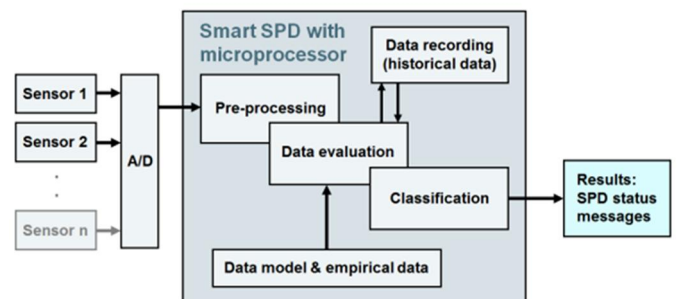 Smart SPD with
microprocessor
Data recording
(historical data)
Sensor 1
Sensor 2
.
.
Sensor n
A/D
Pre-processing
Data evaluation
Classification
Data model & empirical data
Results:
SPD status
messages